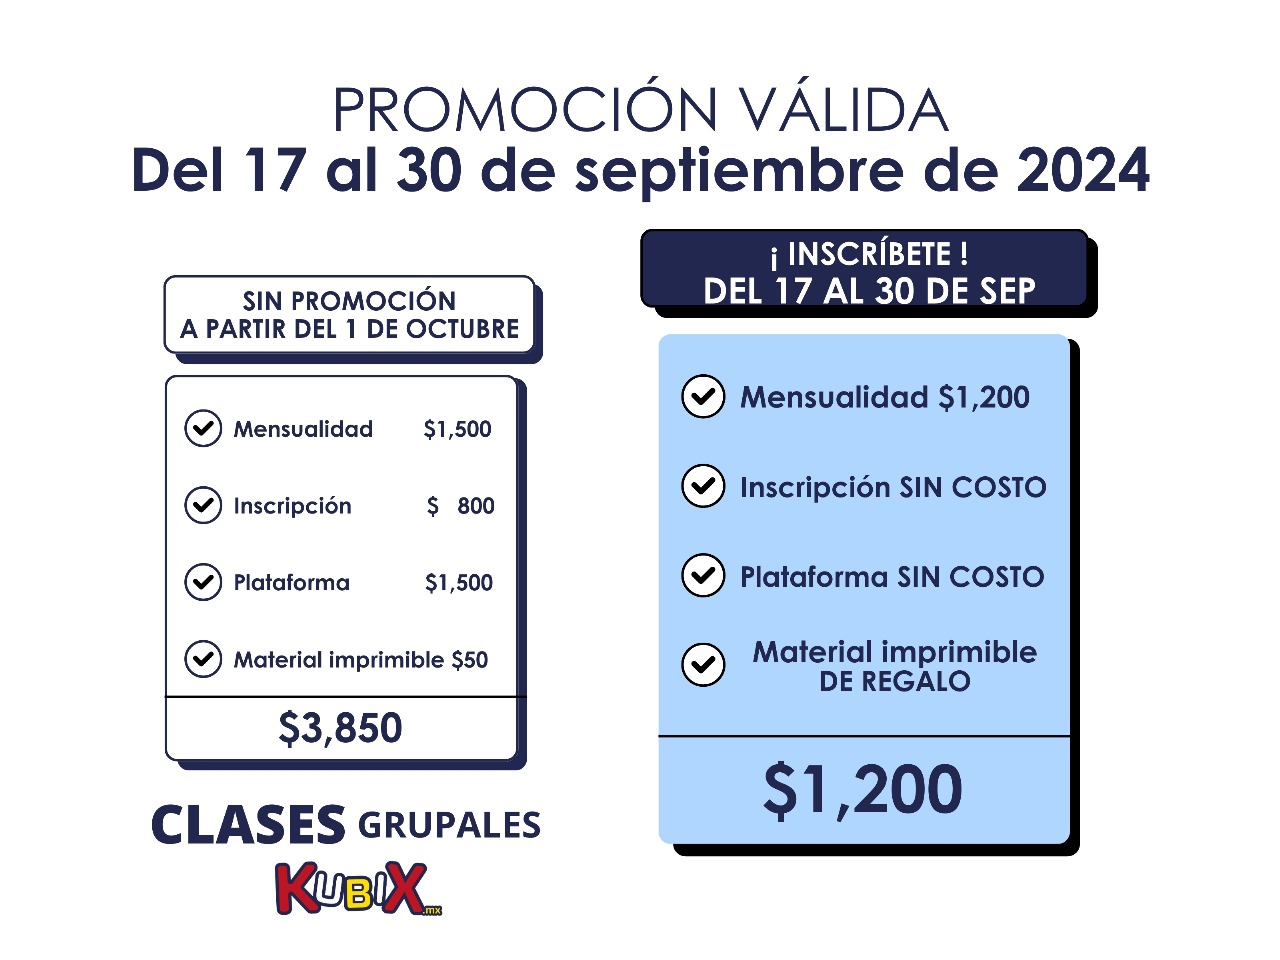 PROMOCIÓN VÁLIDA
Del 17 al 30 de septiembre de 2024
SIN PROMOCIÓN
A PARTIR DEL 1 DE OCTUBRE
Mensualidad $1,500
Inscripción $ 800
Plataforma $1,500
Material imprimible $50
$3,850
CLASES GRUPALES
KUBIX.mx
¡ INSCRÍBETE !
DEL 17 AL 30 DE SEP
Mensualidad $1,200
Inscripción SIN COSTO
Plataforma SIN COSTO
Material imprimible
DE REGALO
$1,200